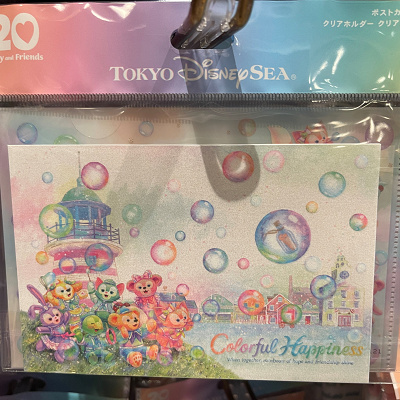 20
y and Friends
TOKYO DISNEYSEA®
ポストカ
クリアホルダー クリア
Colorful Happiness